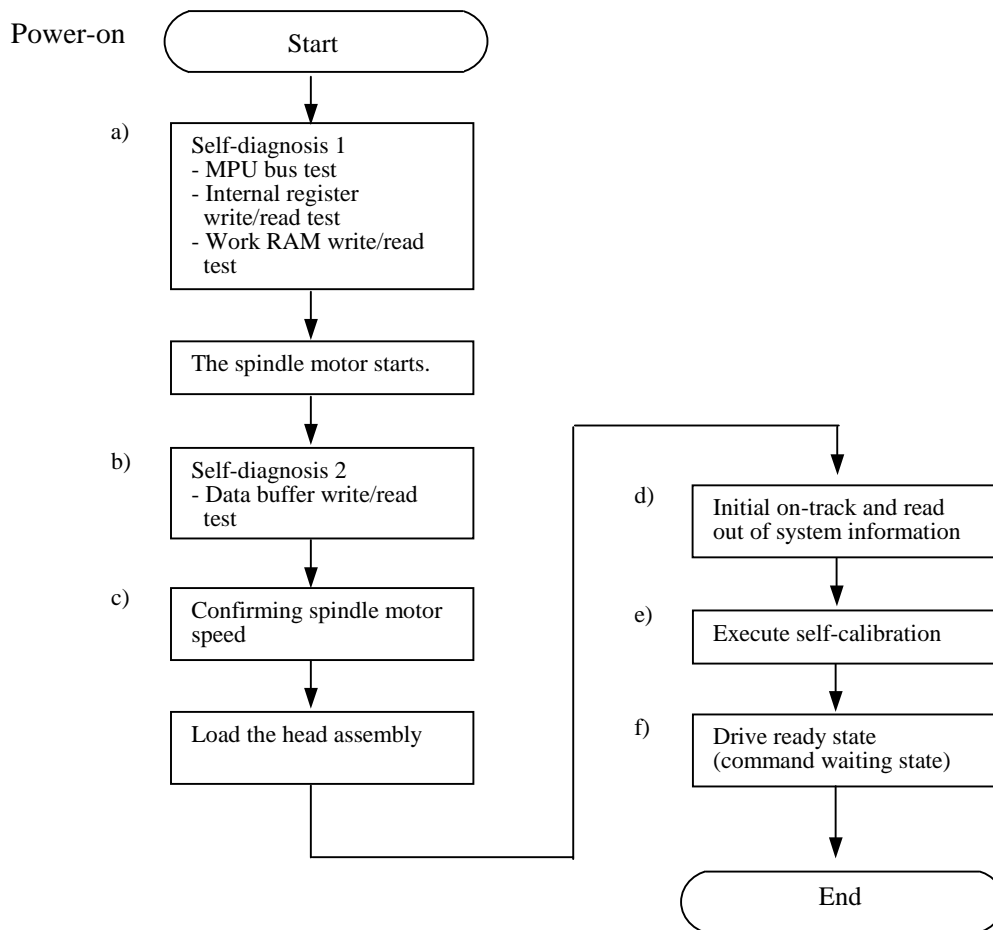 Power-on
Start
a)
Self-diagnosis 1
- MPU bus test
- Internal register
write/read test
- Work RAM write/read
test
The spindle motor starts.
b)
Self-diagnosis 2
- Data buffer write/read
test
c)
Confirming spindle motor
speed
Load the head assembly
d)
Initial on-track and read
out of system information
e)
Execute self-calibration
f)
Drive ready state
(command waiting state)
End